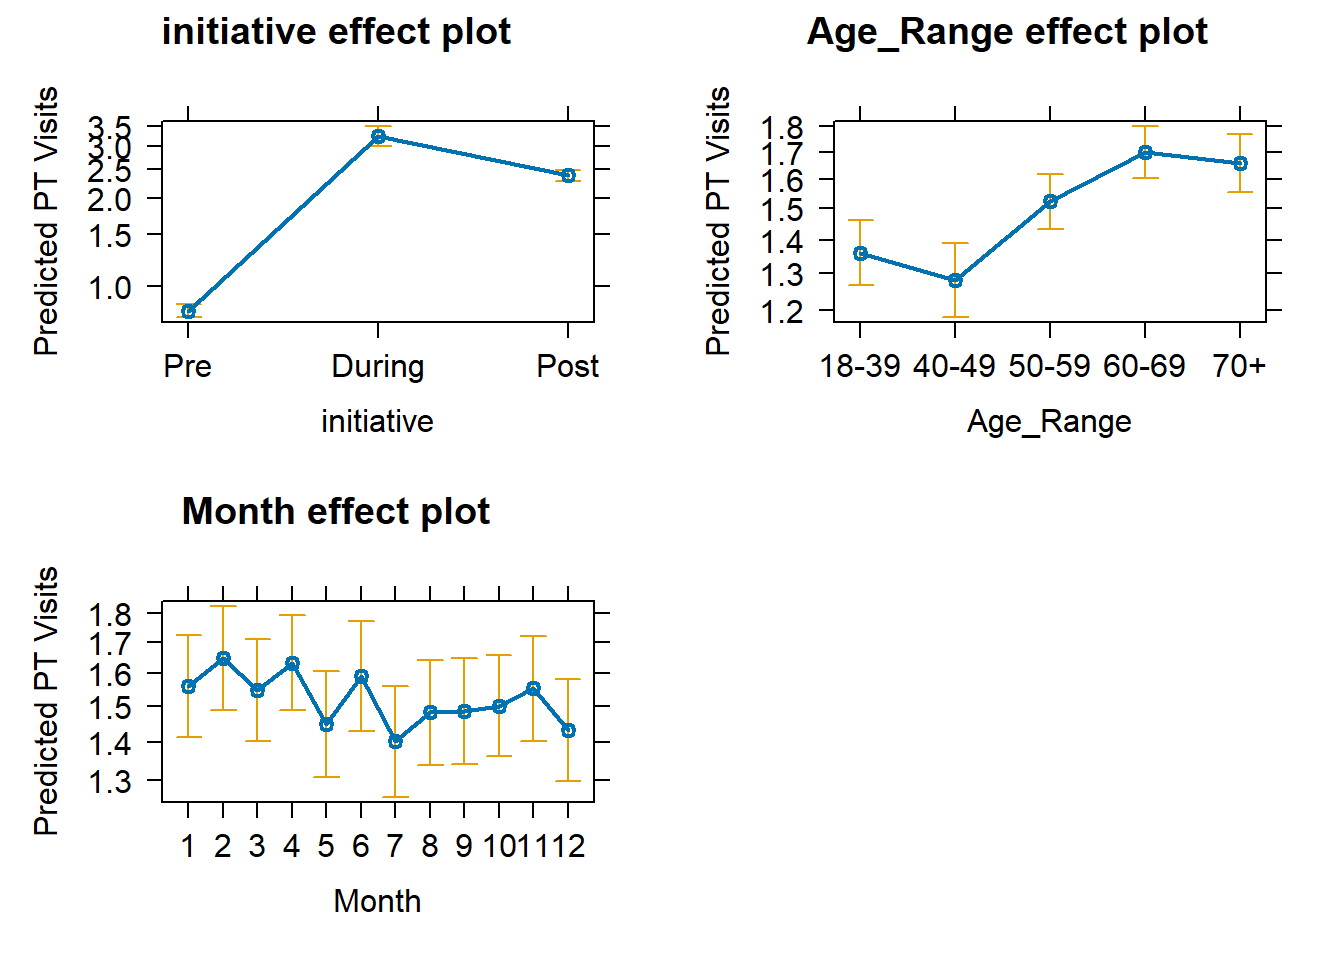 initiative effect plot
Predicted PT Visits
3.5
3.0
2.5
2.0
1.5
1.0
Pre During Post
initiative
Age_Range effect plot
Predicted PT Visits
1.8
1.7
1.6
1.5
1.4
1.3
1.2
18-39 40-49 50-59 60-69 70+
Age_Range
Month effect plot
Predicted PT Visits
1.8
1.7
1.6
1.5
1.4
1.3
1 2 3 4 5 6 7 8 9 10 11 12
Month